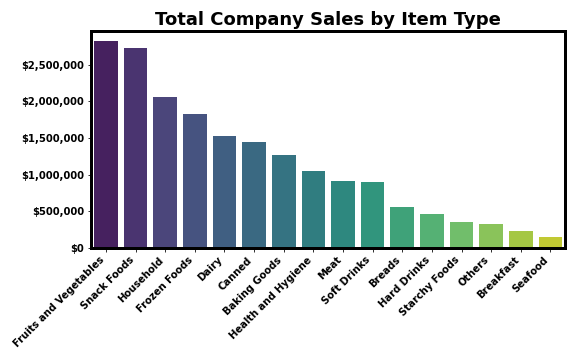 Total Company Sales by Item Type
$2,500,000
$2,000,000
$1,500,000
$1,000,000
$500,000
$0
Fruits and Vegetables
Snack Foods
Household
Frozen Foods
Dairy
Canned
Baking Goods
Health and Hygiene
Meat
Soft Drinks
Breads
Hard Drinks
Starchy Foods
Others
Breakfast
Seafood